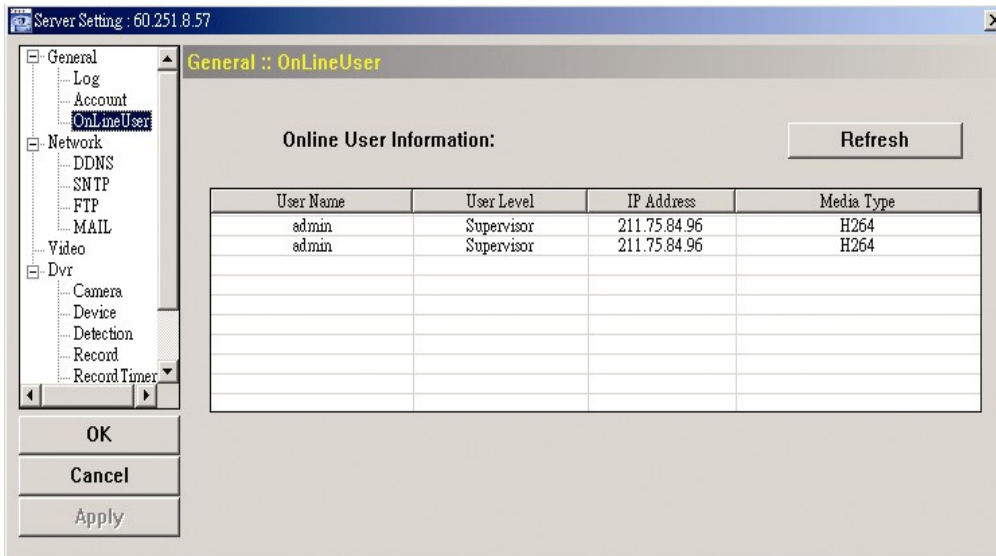 Server Setting : 60.251.8.57
General
Log
Account
OnLineUser
Network
DDNS
SNTP
FTP
MAIL
Video
Dvr
Camera
Device
Detection
Record
Record Timer
OK
Cancel
Apply
General :: OnLineUser
Online User Information:
Refresh
User Name User Level IP Address Media Type
admin Supervisor 211.75.84.96 H264
admin Supervisor 211.75.84.96 H264